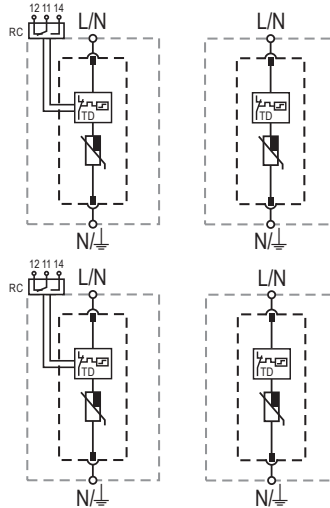 12 11 14
L/N L/N
RC
TD TD
N/ N/
12 11 14
L/N L/N
RC
TD TD
N/ N/